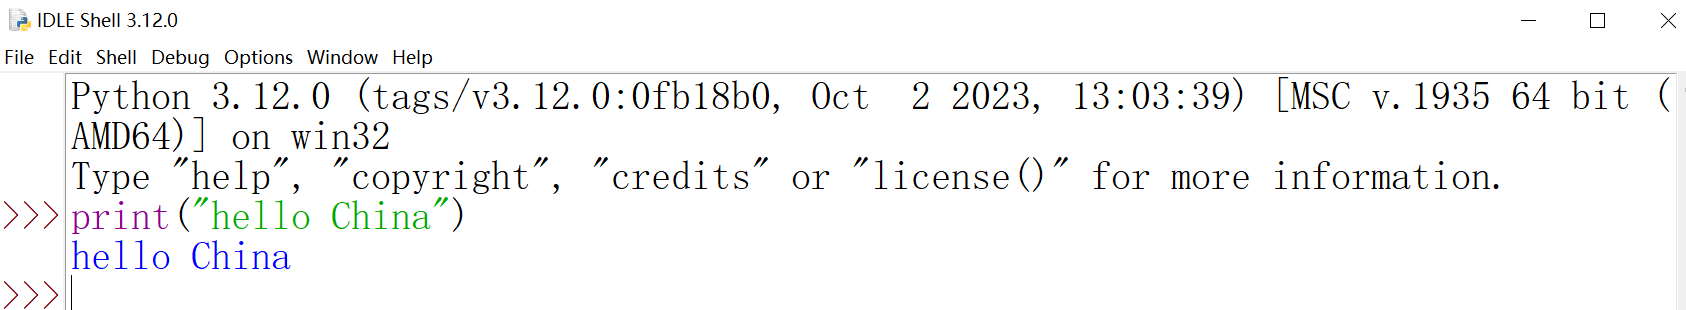 IDLE Shell 3.12.0
File Edit Shell Debug Options Window Help
Python 3.12.0 (tags/v3.12.0:0fb18b0, Oct  2 2023, 13:03:39) [MSC v.1935 64 bit (
AMD64)] on win32
Type "help", "copyright", "credits" or "license()" for more information.
>>> print("hello China")
hello China
>>>